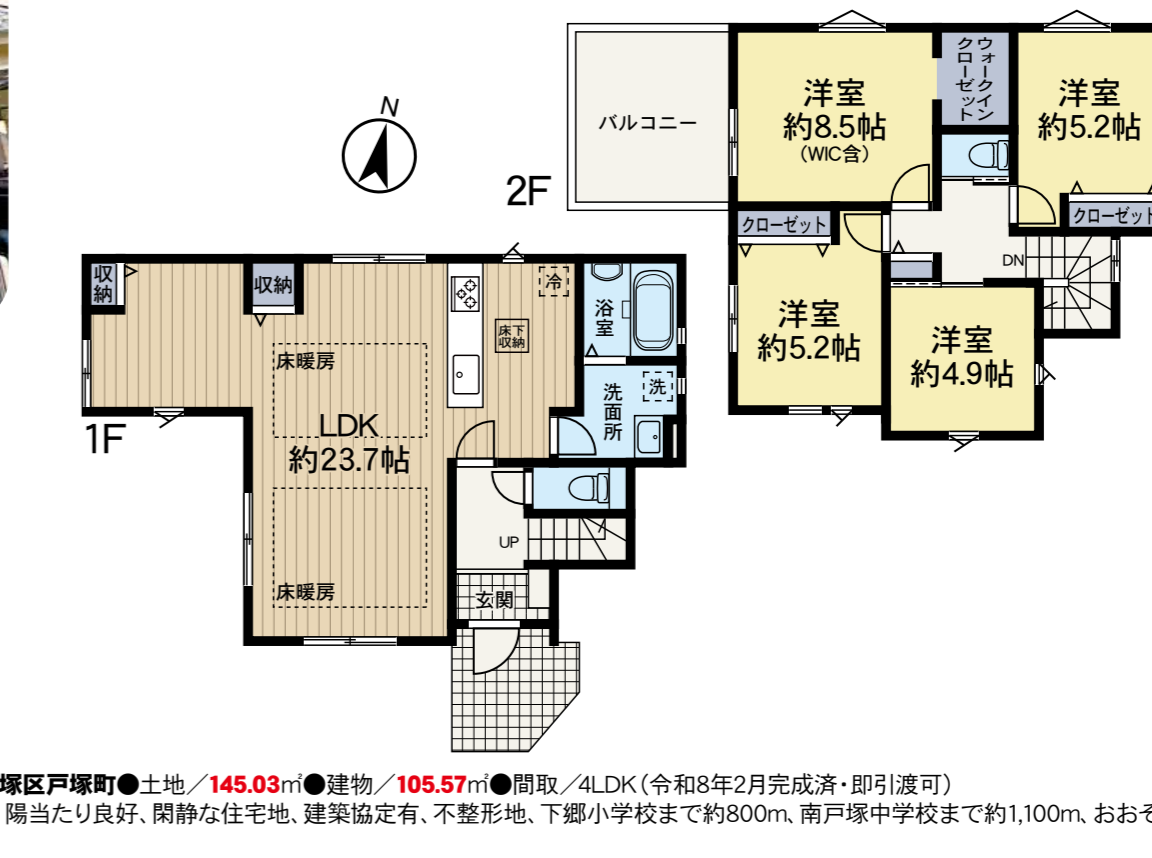 N
2F
バルコニー
洋室
約8.5帖
（WIC含）
ウォークイン
クローゼット
洋室
約5.2帖
クローゼット
クローゼット
DN
洋室
約5.2帖
洋室
約4.9帖
収納
収納
冷
床下
収納
浴室
洗
洗面所
床暖房
LDK
約23.7帖
1F
床暖房
UP
玄関
塚区戸塚町●土地／145.03㎡●建物／105.57㎡●間取／4LDK（令和8年2月完成済・即引渡可）
陽当たり良好、閑静な住宅地、建築協定有、不整形地、下郷小学校まで約800m、南戸塚中学校まで約1,100m、おおそ